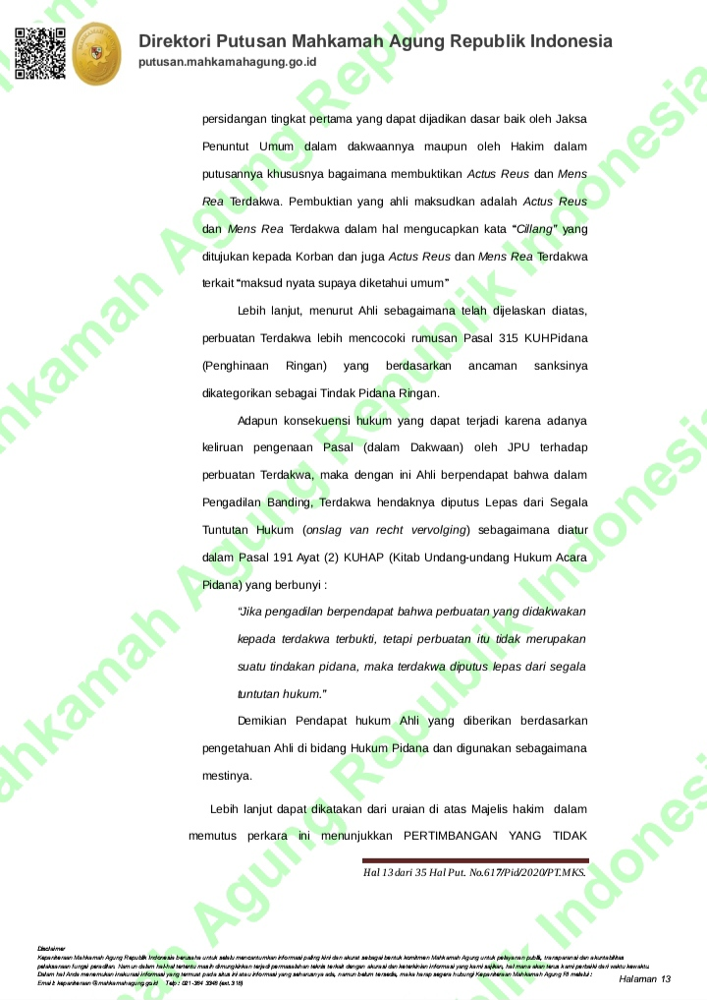 Direktori Putusan Mahkamah Agung Republik Indonesia
putusan.mahkamahagung.go.id
persidangan tingkat pertama yang dapat dijadikan dasar baik oleh Jaksa
Penuntut Umum dalam dakwaannya maupun oleh Hakim dalam
putusannya khususnya bagaimana membuktikan Actus Reus dan Mens
Rea Terdakwa. Pembuktian yang ahli maksudkan adalah Actus Reus
dan Mens Rea Terdakwa dalam hal mengucapkan kata “Cillang” yang
ditujukan kepada Korban dan juga Actus Reus dan Mens Rea Terdakwa
terkait “maksud nyata supaya diketahui umum”
Lebih lanjut, menurut Ahli sebagaimana telah dijelaskan diatas,
perbuatan Terdakwa lebih mencocoki rumusan Pasal 315 KUHPidana
(Penghinaan Ringan) yang berdasarkan ancaman sanksinya
dikategorikan sebagai Tindak Pidana Ringan.
Adapun konsekuensi hukum yang dapat terjadi karena adanya
keliruan pengenaan Pasal (dalam Dakwaan) oleh JPU terhadap
perbuatan Terdakwa, maka dengan ini Ahli berpendapat bahwa dalam
Pengadilan Banding, Terdakwa hendaknya diputus Lepas dari Segala
Tuntutan Hukum (onslag van recht vervolging) sebagaimana diatur
dalam Pasal 191 Ayat (2) KUHAP (Kitab Undang-undang Hukum Acara
Pidana) yang berbunyi :
“Jika pengadilan berpendapat bahwa perbuatan yang didakwakan
kepada terdakwa terbukti, tetapi perbuatan itu tidak merupakan
suatu tindakan pidana, maka terdakwa diputus lepas dari segala
tuntutan hukum.”
Demikian Pendapat hukum Ahli yang diberikan berdasarkan
pengetahuan Ahli di bidang Hukum Pidana dan digunakan sebagaimana
mestinya.
Lebih lanjut dapat dikatakan dari uraian di atas Majelis hakim dalam
memutus perkara ini menunjukkan PERTIMBANGAN YANG TIDAK
Hal 13 dari 35 Hal Put. No.617/Pid/2020/PT.MKS.
Disclaimer
Kepaniteraan Mahkamah Agung Republik Indonesia berusaha untuk selalu mencantumkan informasi paling kini dan akurat sebagai bentuk komitmen Mahkamah Agung untuk pelayanan publik, transparansi dan akuntabilitas
pelaksanaan fungsi peradilan. Namun dalam hal-hal tertentu masih dimungkinkan terjadi permasalahan teknis terkait dengan akurasi dan keterkinian informasi yang kami sajikan, hal mana akan terus kami perbaiki dari waktu kewaktu.
Dalam hal Anda menemukan inakurasi informasi yang termuat pada situs ini atau informasi yang seharusnya ada, namun belum tersedia, maka harap segera hubungi Kepaniteraan Mahkamah Agung RI melalui :
Email : kepaniteraan@mahkamahagung.go.id Telp : 021-384 3348 (ext.318)
Halaman 13
Mahkamah Agung Republik Indonesia
Mahkamah Agung Republik Indonesia
Mahkamah Agung Republik Indonesia